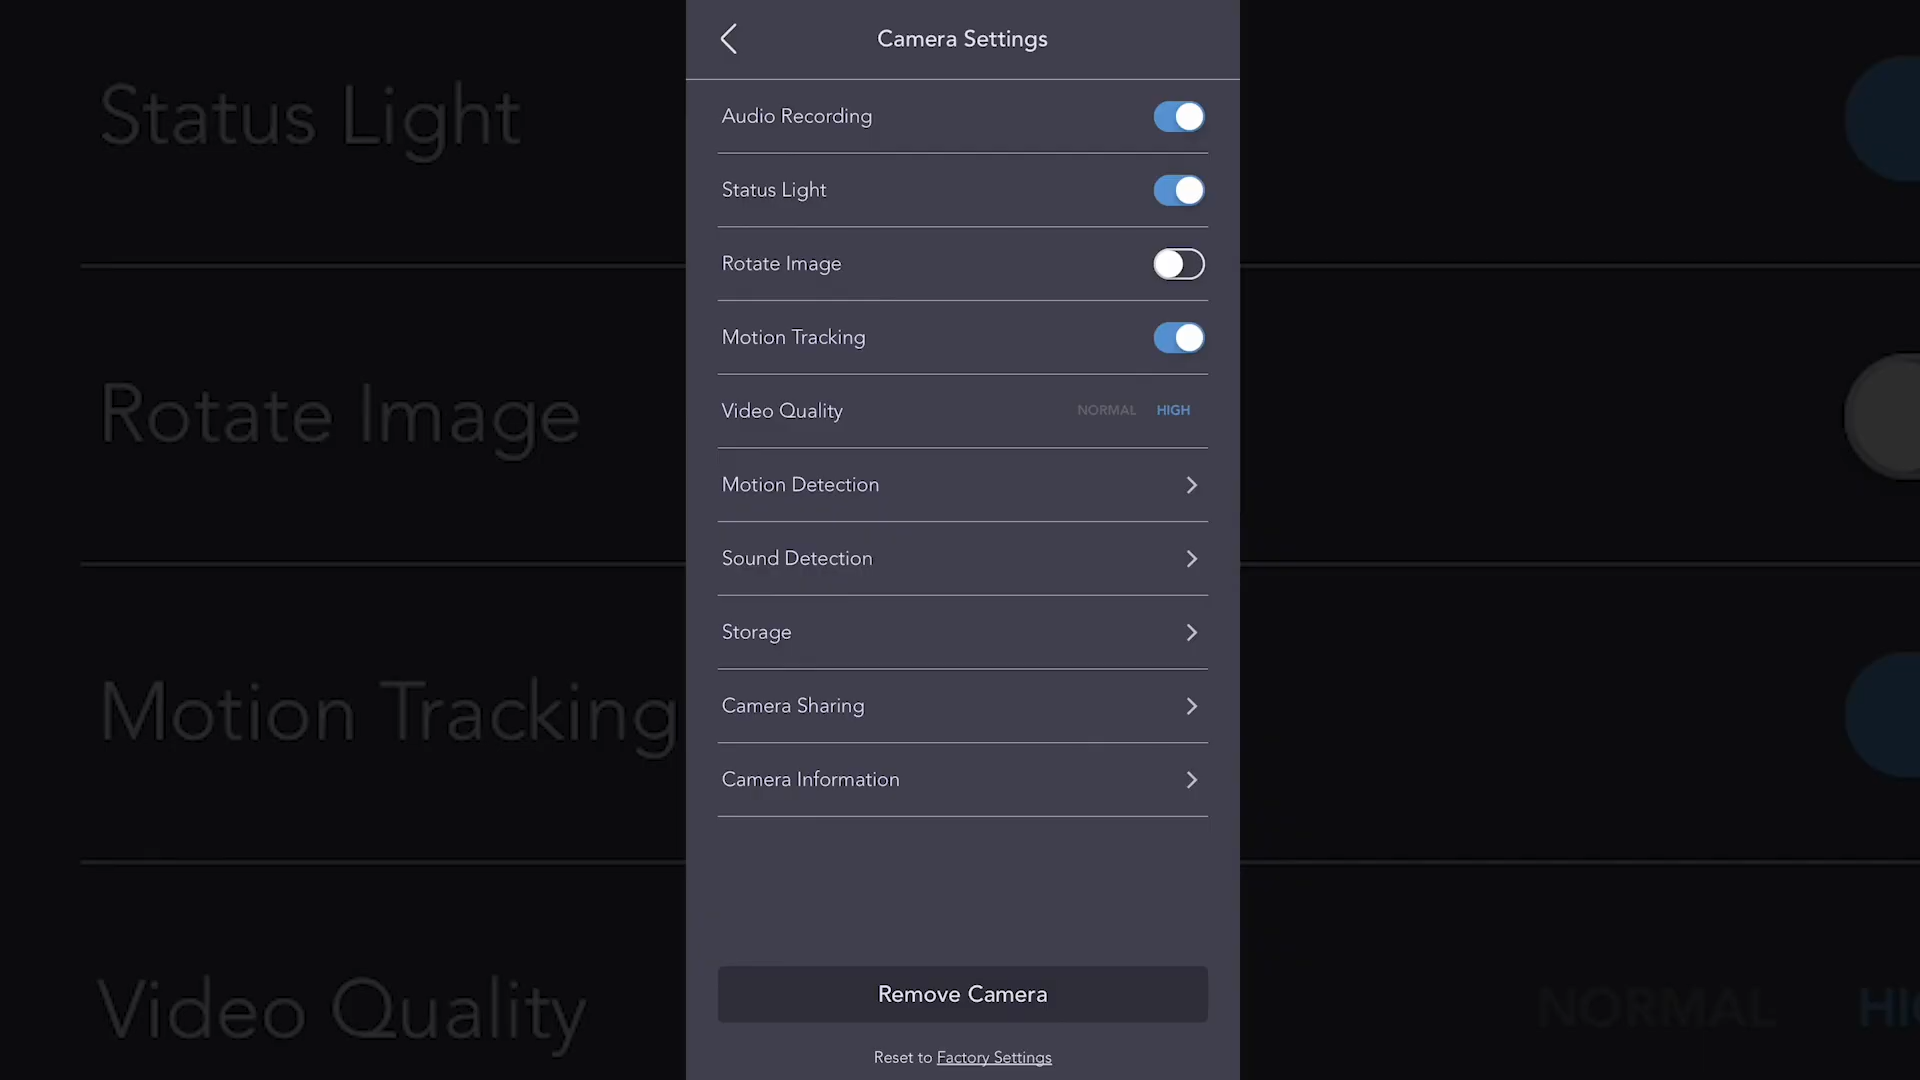 Camera Settings
Audio Recording
Status Light
Rotate Image
Motion Tracking
Video Quality NORMAL HIGH
Motion Detection
Sound Detection
Storage
Camera Sharing
Camera Information
Remove Camera
Reset to Factory Settings
Status Light
Rotate Image
Motion Tracking
Video Quality NORMAL